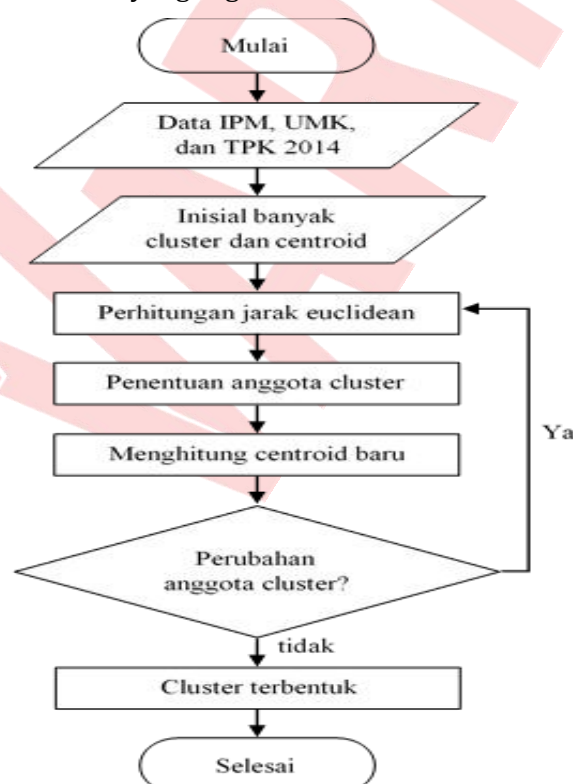 Mulai
Data IPM, UMK,
dan TPK 2014
Inisial banyak
cluster dan centroid
Perhitungan jarak euclidean
Penentuan anggota cluster
Menghitung centroid baru
Ya
Perubahan
anggota cluster?
tidak
Cluster terbentuk
Selesai